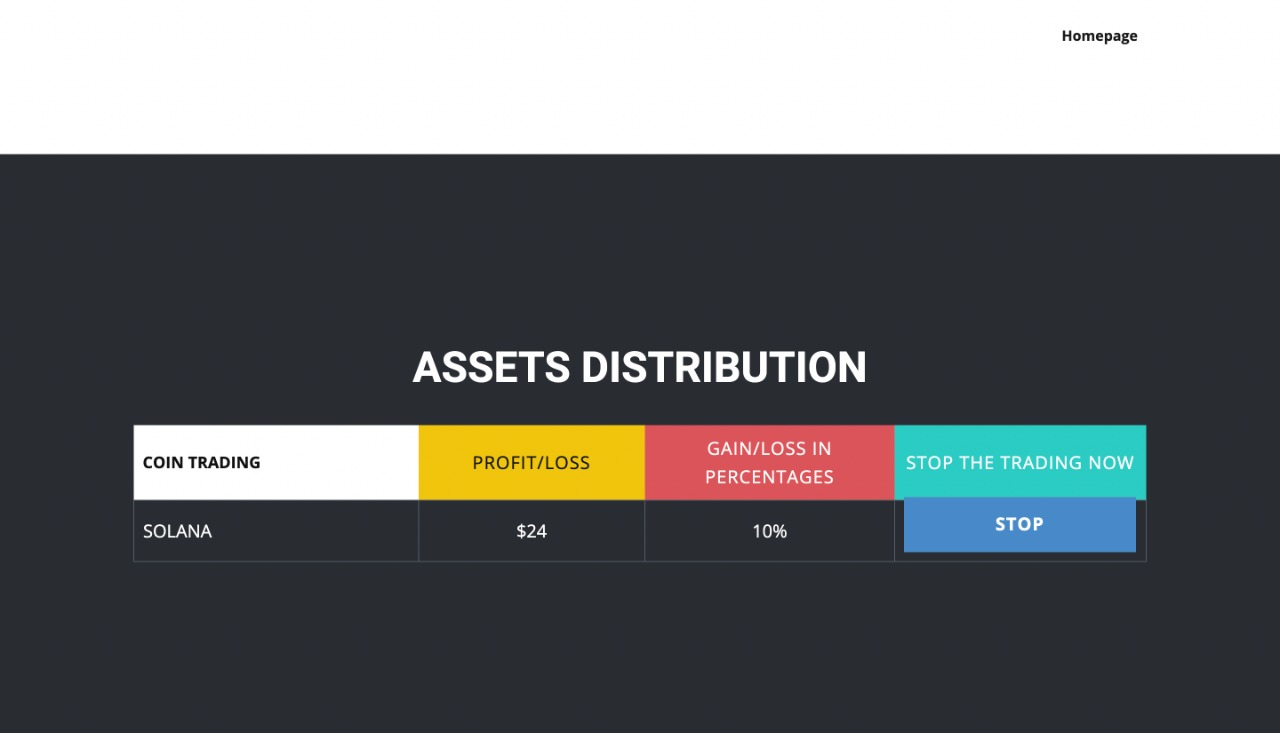 Homepage
ASSETS DISTRIBUTION
COIN TRADING
PROFIT/LOSS
GAIN/LOSS IN
PERCENTAGES
STOP THE TRADING NOW
SOLANA
$24
10%
STOP